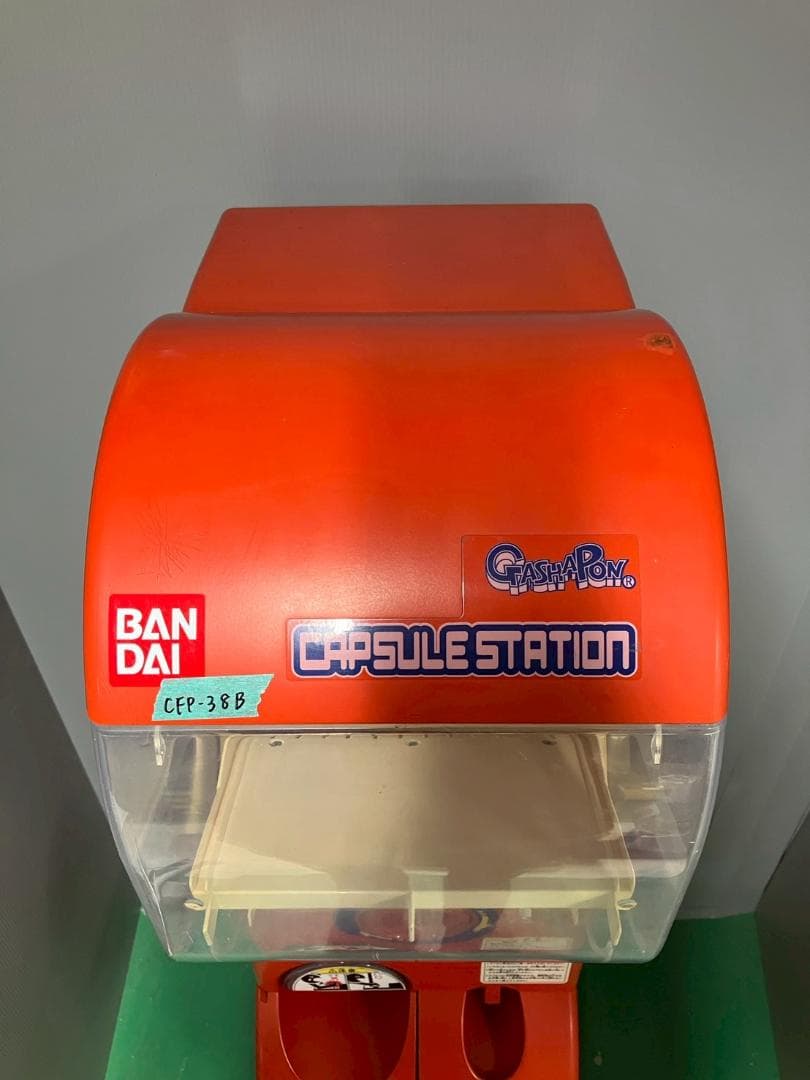 GASHAPON®
BAN
DAI
CAPSULE STATION
CFP-38B